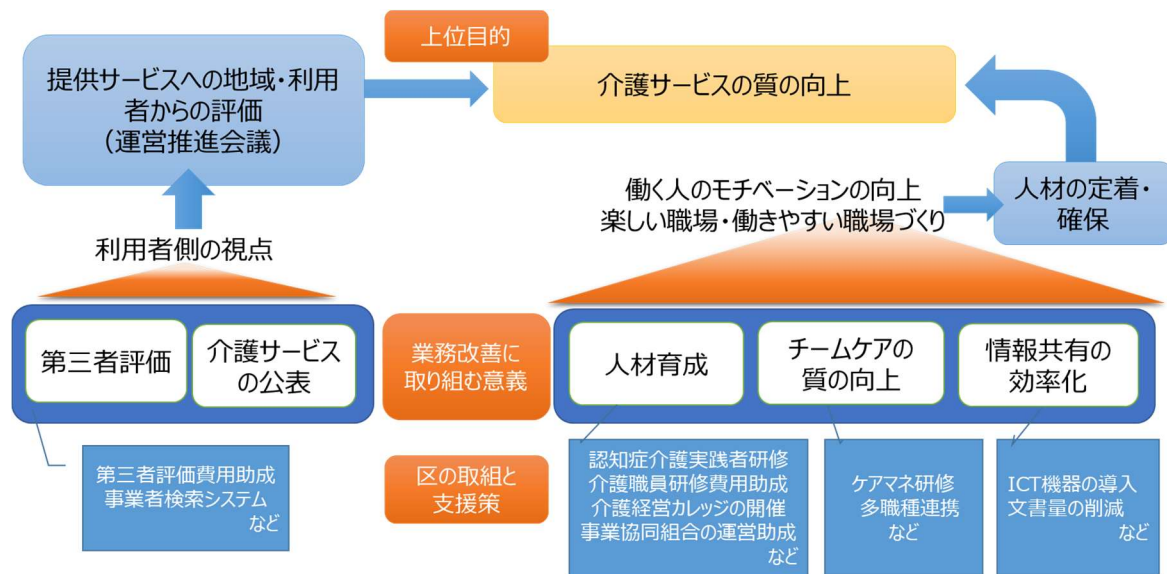 上位目的
提供サービスへの地域・利用
者からの評価
（運営推進会議）
介護サービスの質の向上
働く人のモチベーションの向上
楽しい職場・働きやすい職場づくり
人材の定着・
確保
利用者側の視点
第三者評価
介護サービス
の公表
業務改善に
取り組む意義
人材育成
チームケアの
質の向上
情報共有の
効率化
第三者評価費用助成
事業者検索システム
など
区の取組と
支援策
認知症介護実践者研修
介護職員研修費用助成
介護経営カレッジの開催
事業協同組合の運営助成
など
ケアマネ研修
多職種連携
など
ICT機器の導入
文書量の削減
など